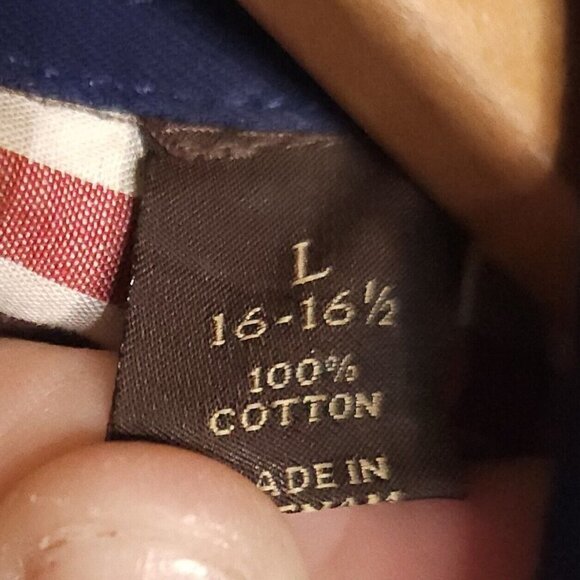 L
16-16½
100%
COTTON
ADE IN